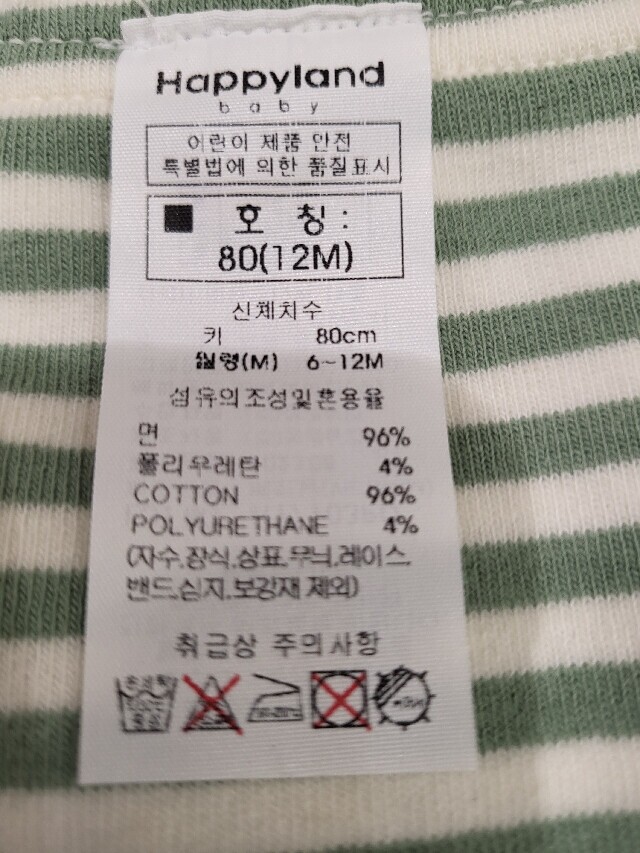 Happyland
baby
어린이 제품 안전
특별법에 의한 품질표시
호 칭 :
80(12M)
신체치수
키 80cm
월령(M) 6~12M
섬유의조성및혼용율
면 96%
폴리우레탄 4%
COTTON 96%
POLYURETHANE 4%
(자수.장식.상표.무늬.레이스.
밴드.심지.보강재 제외)
취급상 주의사항